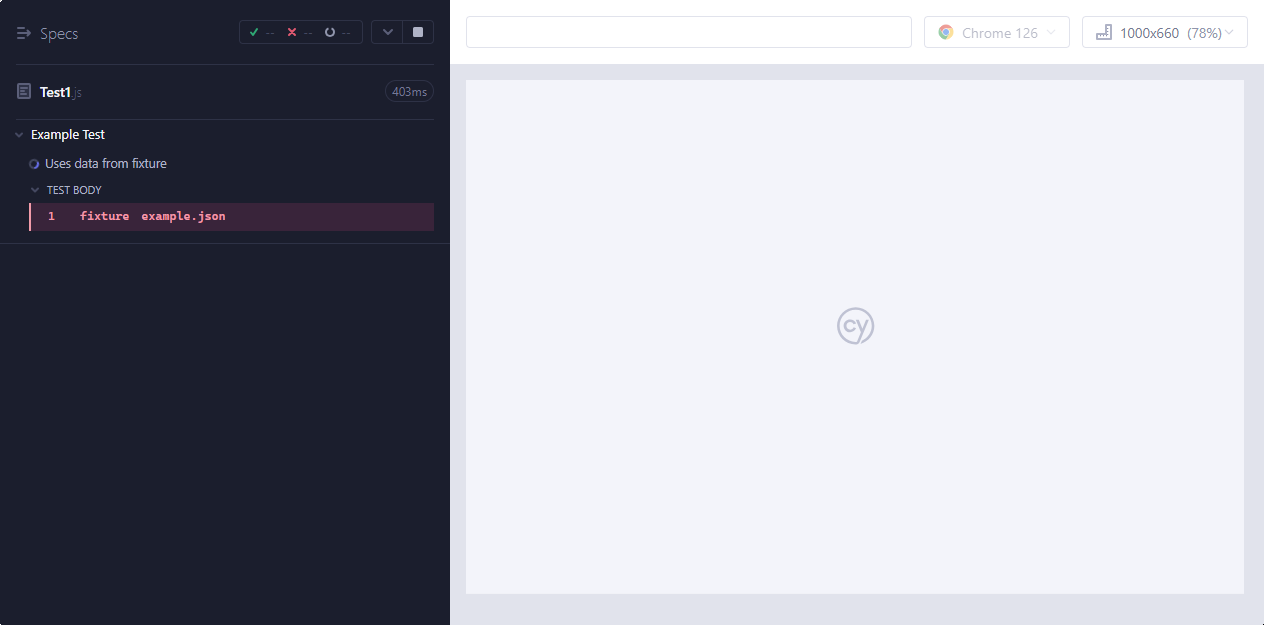 Specs
-- -- --
Chrome 126
1000x660 (78%)
Test1.js
403ms
Example Test
Uses data from fixture
TEST BODY
1 fixture example.json
cy